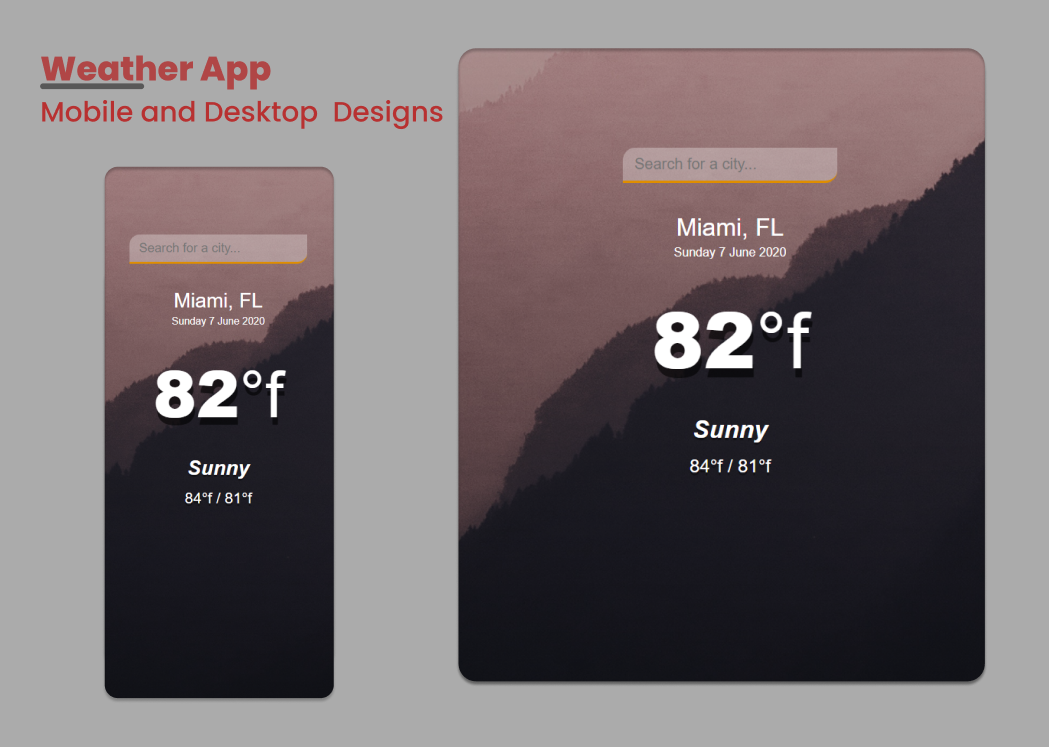 Weather App
Mobile and Desktop Designs
Search for a city...
Miami, FL
Sunday 7 June 2020
82°f
Sunny
84°f / 81°f
Search for a city...
Miami, FL
Sunday 7 June 2020
82°f
Sunny
84°f / 81°f